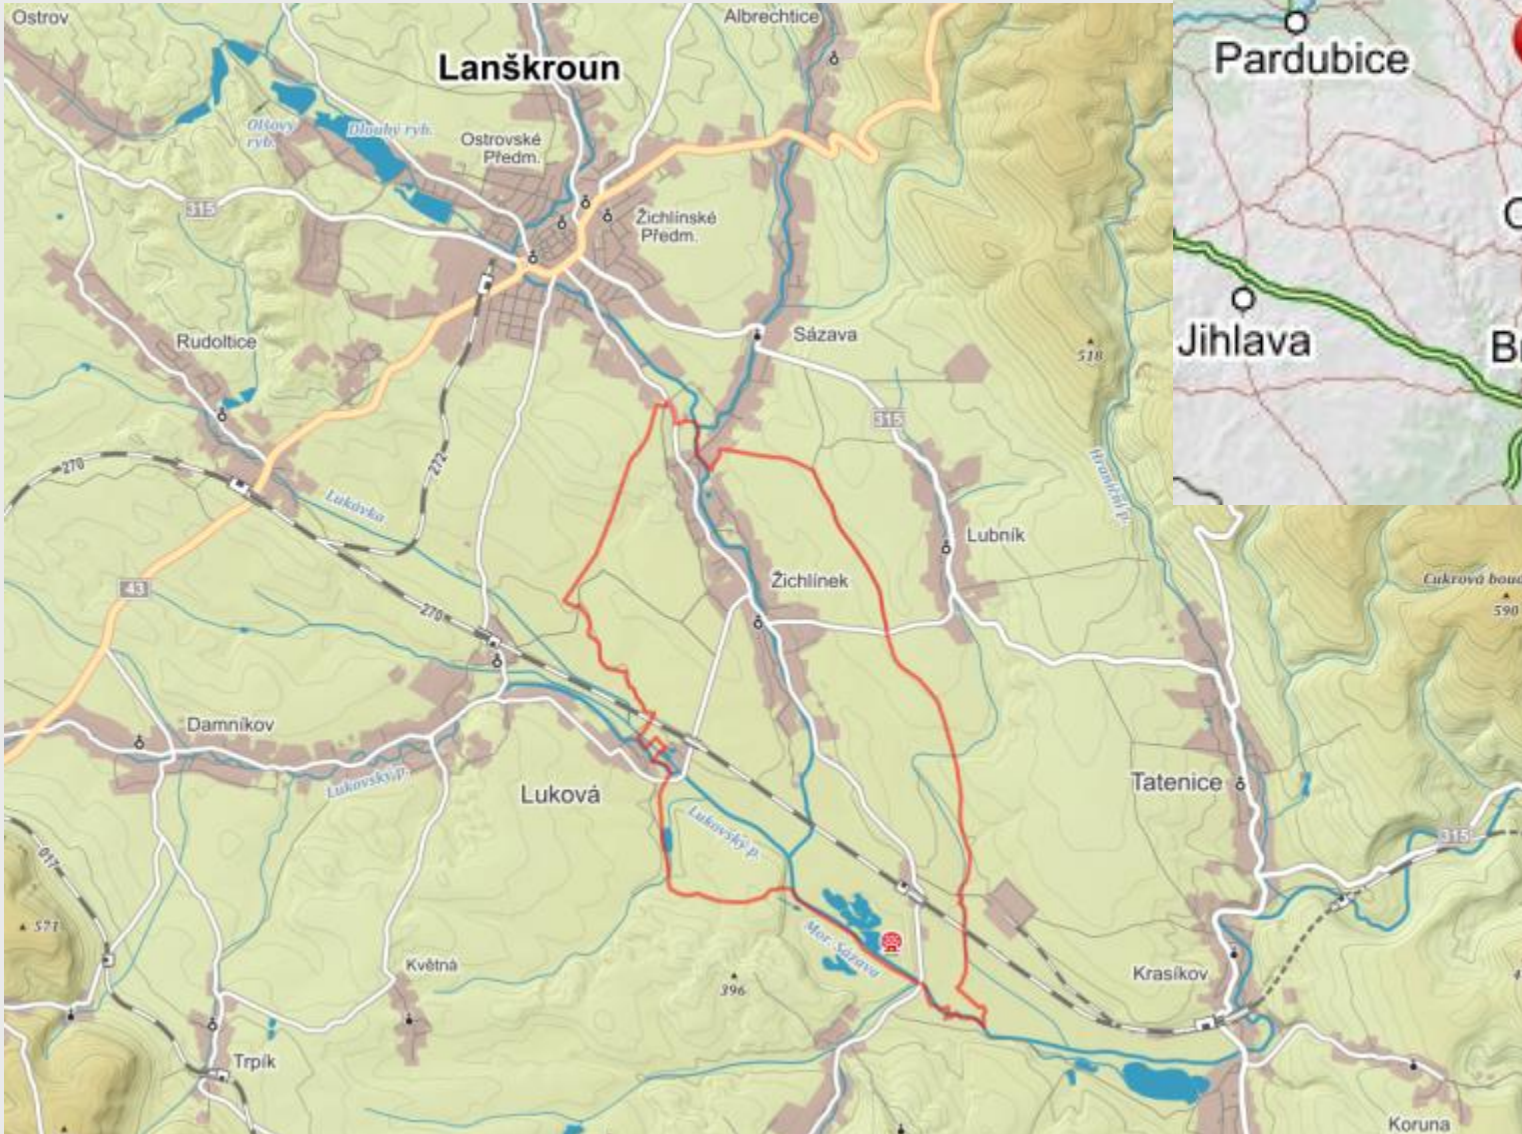 Ostrov
Albrechtice
Lanškroun
Olšový
ryb.
Dlouhý ryb.
Ostrovské
Předm.
Žichlínské
Předm.
315
Rudoltice
Sázava
518
315
270
272
Lukávka
Hraniční p.
Lubník
Žichlínek
43
270
Cukrová bouda
590
Damníkov
Lukovský p.
Luková
Tatenice
Lukovský p.
315
017
571
Mor. Sázava
Květná
396
Krasíkov
Trpík
Koruna
Pardubice
Jihlava